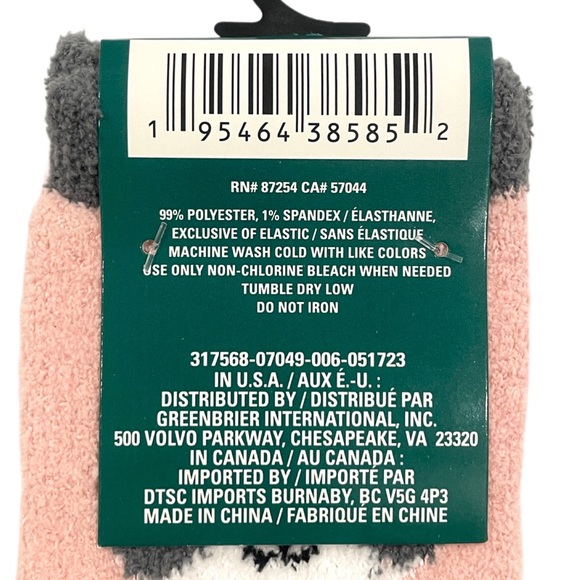 1 95464 38585 2
RN# 87254 CA# 57044
99% POLYESTER, 1% SPANDEX / ÉLASTHANNE,
EXCLUSIVE OF ELASTIC / SANS ÉLASTIQUE
MACHINE WASH COLD WITH LIKE COLORS
USE ONLY NON-CHLORINE BLEACH WHEN NEEDED
TUMBLE DRY LOW
DO NOT IRON
317568-07049-006-051723
IN U.S.A. / AUX É.-U. :
DISTRIBUTED BY / DISTRIBUÉ PAR
GREENBRIER INTERNATIONAL, INC.
500 VOLVO PARKWAY, CHESAPEAKE, VA 23320
IN CANADA / AU CANADA :
IMPORTED BY / IMPORTÉ PAR
DTSC IMPORTS BURNABY, BC V5G 4P3
MADE IN CHINA / FABRIQUÉ EN CHINE